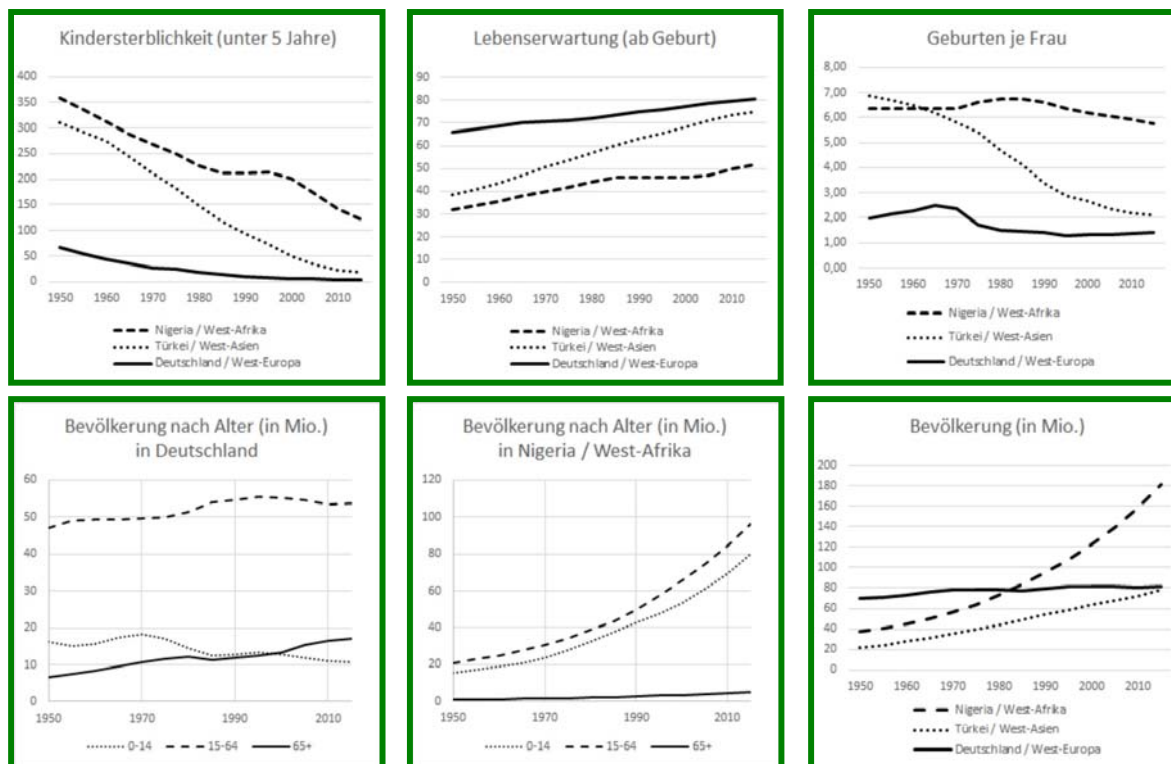 Kindersterblichkeit (unter 5 Jahre)
400
350
300
250
200
150
100
50
0
1950 1960 1970 1980 1990 2000 2010
Nigeria / West-Afrika
Türkei / West-Asien
Deutschland / West-Europa
Lebenserwartung (ab Geburt)
90
80
70
60
50
40
30
20
10
0
1950 1960 1970 1980 1990 2000 2010
Nigeria / West-Afrika
Türkei / West-Asien
Deutschland / West-Europa
Geburten je Frau
8,00
7,00
6,00
5,00
4,00
3,00
2,00
1,00
0,00
1950 1960 1970 1980 1990 2000 2010
Nigeria / West-Afrika
Türkei / West-Asien
Deutschland / West-Europa
Bevölkerung nach Alter (in Mio.)
in Deutschland
60
50
40
30
20
10
0
1950 1970 1990 2010
0-14 15-64 65+
Bevölkerung nach Alter (in Mio.)
in Nigeria / West-Afrika
120
100
80
60
40
20
0
1950 1970 1990 2010
0-14 15-64 65+
Bevölkerung (in Mio.)
200
180
160
140
120
100
80
60
40
20
0
1950 1960 1970 1980 1990 2000 2010
Nigeria / West-Afrika
Türkei / West-Asien
Deutschland / West-Europa